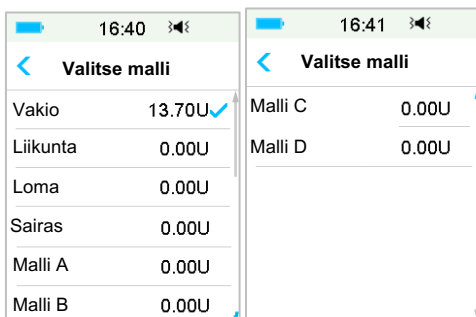 16:40
Valitse malli
Vakio 13.70U
Liikunta 0.00U
Loma 0.00U
Sairas 0.00U
Malli A 0.00U
Malli B 0.00U
16:41
Valitse malli
Malli C 0.00U
Malli D 0.00U